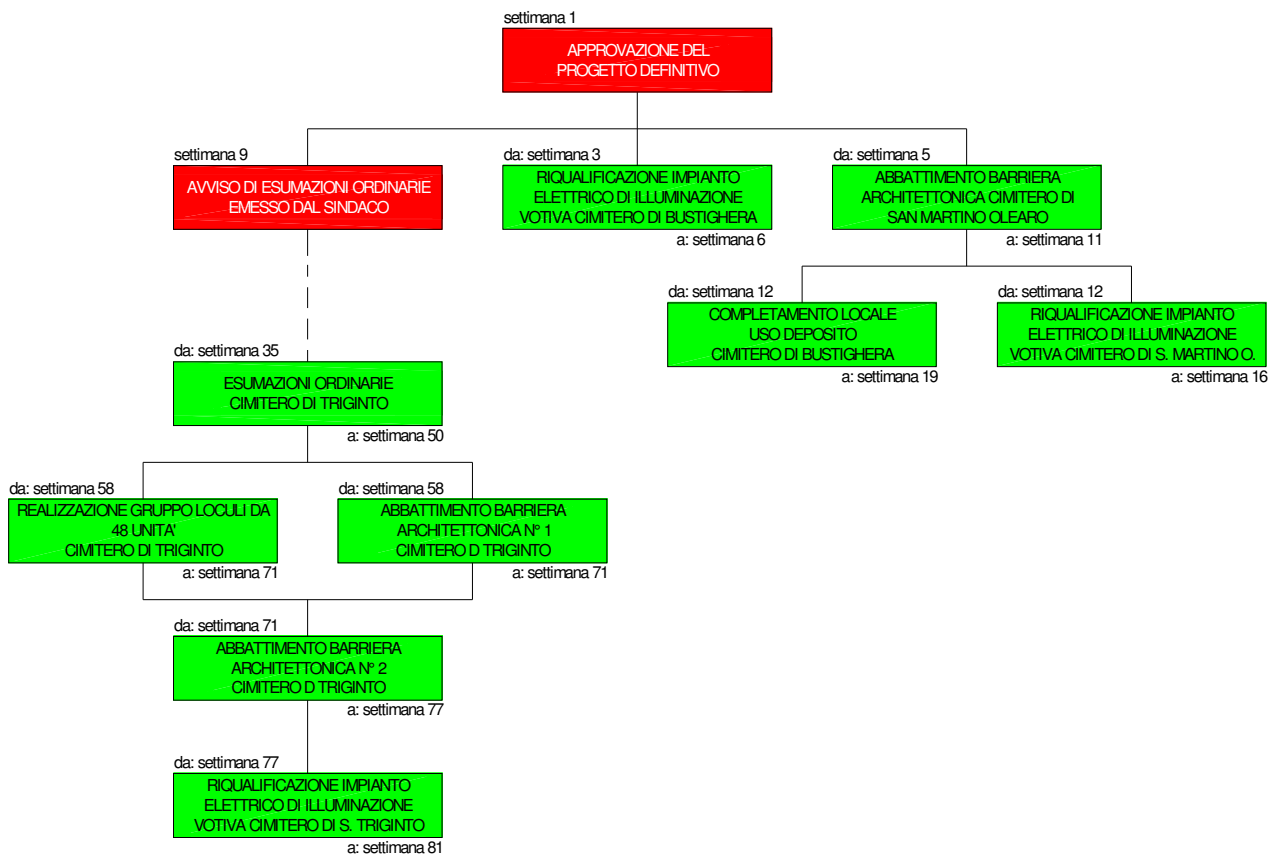 settimana 1
APPROVAZIONE DEL
PROGETTO DEFINITIVO
settimana 9
AVVISO DI ESUMAZIONI ORDINARIE
EMESSO DAL SINDACO
da: settimana 3
RIQUALIFICAZIONE IMPIANTO
ELETTRICO DI ILLUMINAZIONE
VOTIVA CIMITERO DI BUSTIGHERA
a: settimana 6
da: settimana 5
ABBATTIMENTO BARRIERA
ARCHITETTONICA CIMITERO DI
SAN MARTINO OLEARO
a: settimana 11
da: settimana 12
COMPLETAMENTO LOCALE
USO DEPOSITO
CIMITERO DI BUSTIGHERA
a: settimana 19
da: settimana 12
RIQUALIFICAZIONE IMPIANTO
ELETTRICO DI ILLUMINAZIONE
VOTIVA CIMITERO DI S. MARTINO O.
a: settimana 16
da: settimana 35
ESUMAZIONI ORDINARIE
CIMITERO DI TRIGINTO
a: settimana 50
da: settimana 58
REALIZZAZIONE GRUPPO LOCULI DA
48 UNITA'
CIMITERO DI TRIGINTO
a: settimana 71
da: settimana 58
ABBATTIMENTO BARRIERA
ARCHITETTONICA N° 1
CIMITERO D TRIGINTO
a: settimana 71
da: settimana 71
ABBATTIMENTO BARRIERA
ARCHITETTONICA N° 2
CIMITERO D TRIGINTO
a: settimana 77
da: settimana 77
RIQUALIFICAZIONE IMPIANTO
ELETTRICO DI ILLUMINAZIONE
VOTIVA CIMITERO DI S. TRIGINTO
a: settimana 81